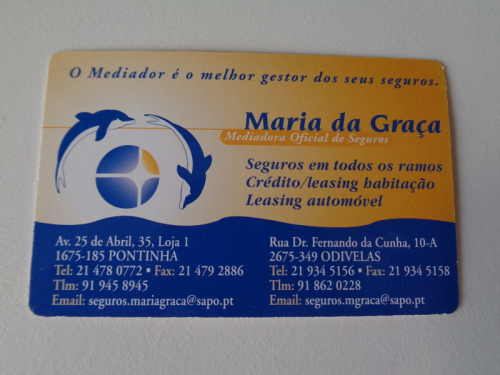 O Mediador é o melhor gestor dos seus seguros.
Maria da Graça
Mediadora Oficial de Seguros
Seguros em todos os ramos
Crédito/leasing habitação
Leasing automóvel
Av. 25 de Abril, 35, Loja 1
1675-185 PONTINHA
Tel: 21 478 0772 • Fax: 21 479 2886
Tlm: 91 945 8945
Email: seguros.mariagraca@sapo.pt
Rua Dr. Fernando da Cunha, 10-A
2675-349 ODIVELAS
Tel: 21 934 5156 • Fax: 21 934 5158
Tlm: 91 862 0228
Email: seguros.mgraca@sapo.pt